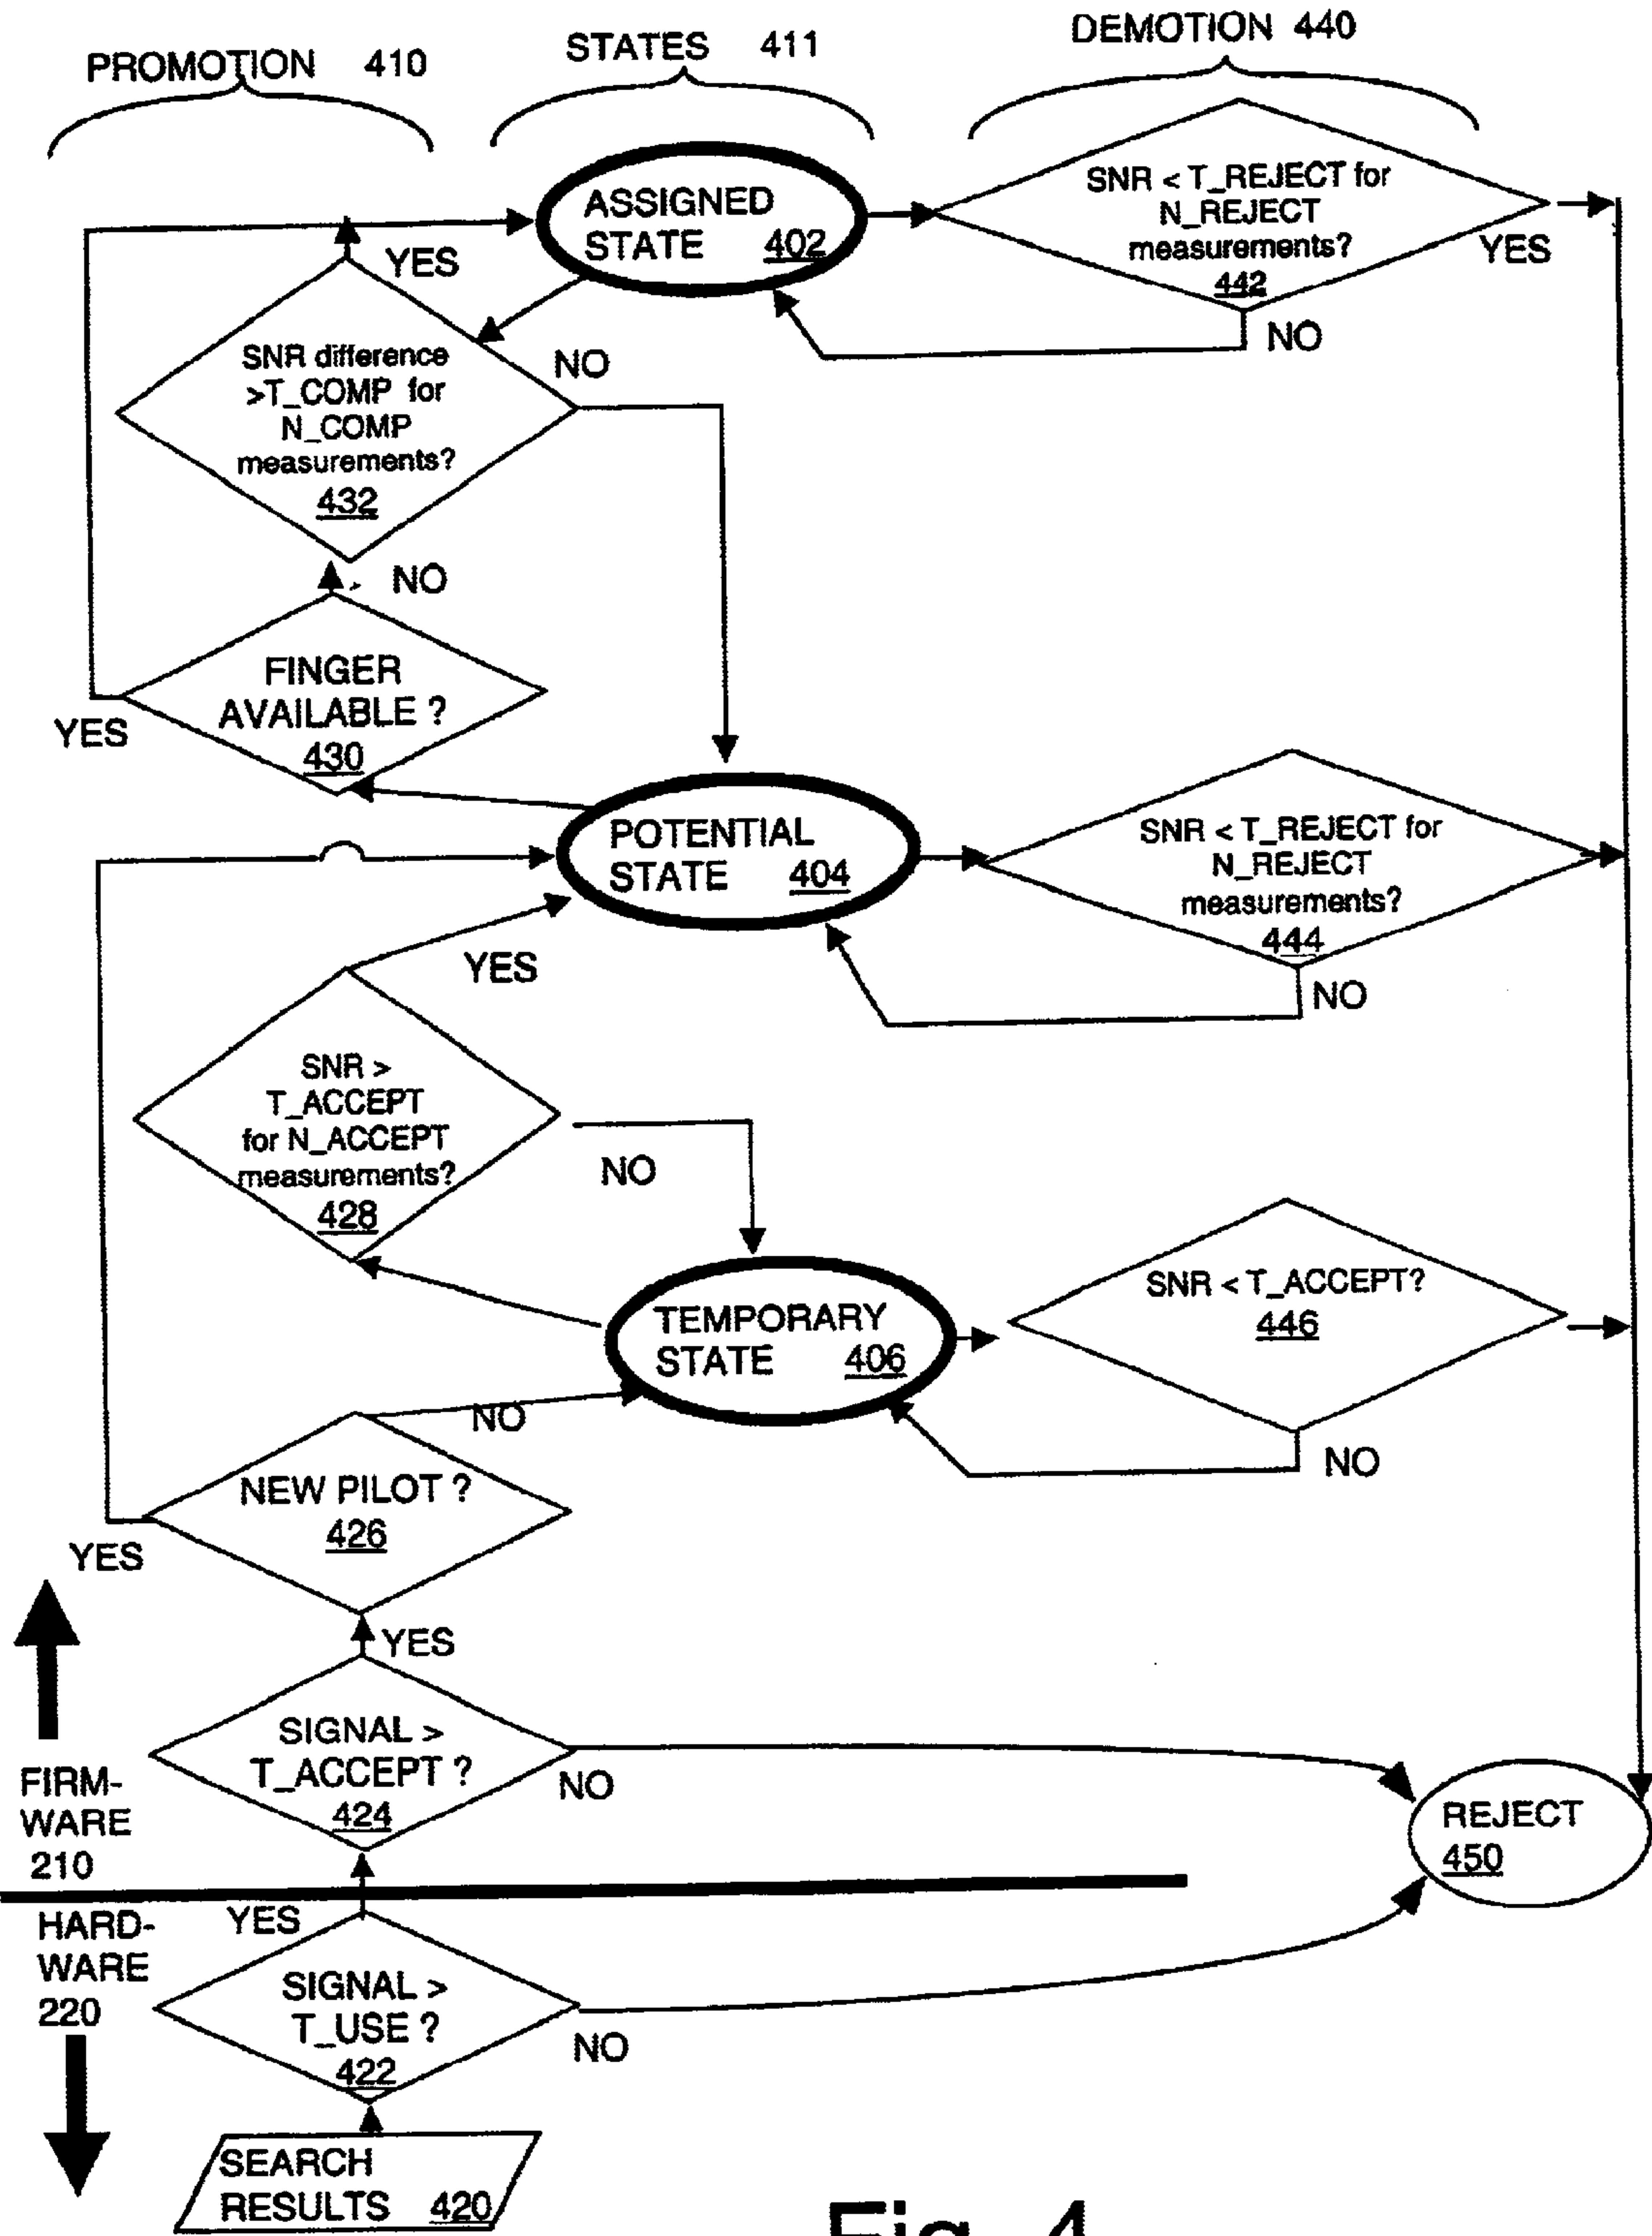 PROMOTION 410
STATES 411
DEMOTION 440
ASSIGNED
STATE 402
SNR < T_REJECT for
N_REJECT
measurements?
442
YES
NO
YES
SNR difference
>T_COMP for
N_COMP
measurements?
432
NO
NO
FINGER
AVAILABLE ?
430
YES
POTENTIAL
STATE 404
SNR < T_REJECT for
N_REJECT
measurements?
444
NO
YES
SNR >
T_ACCEPT
for N_ACCEPT
measurements?
428
NO
TEMPORARY
STATE 406
SNR < T_ACCEPT?
446
NO
NO
NEW PILOT ?
426
YES
YES
SIGNAL >
T_ACCEPT ?
424
NO
FIRM-
WARE
210
REJECT
450
HARD-
WARE
220
YES
SIGNAL >
T_USE ?
422
NO
SEARCH
RESULTS 420
Fig. 4